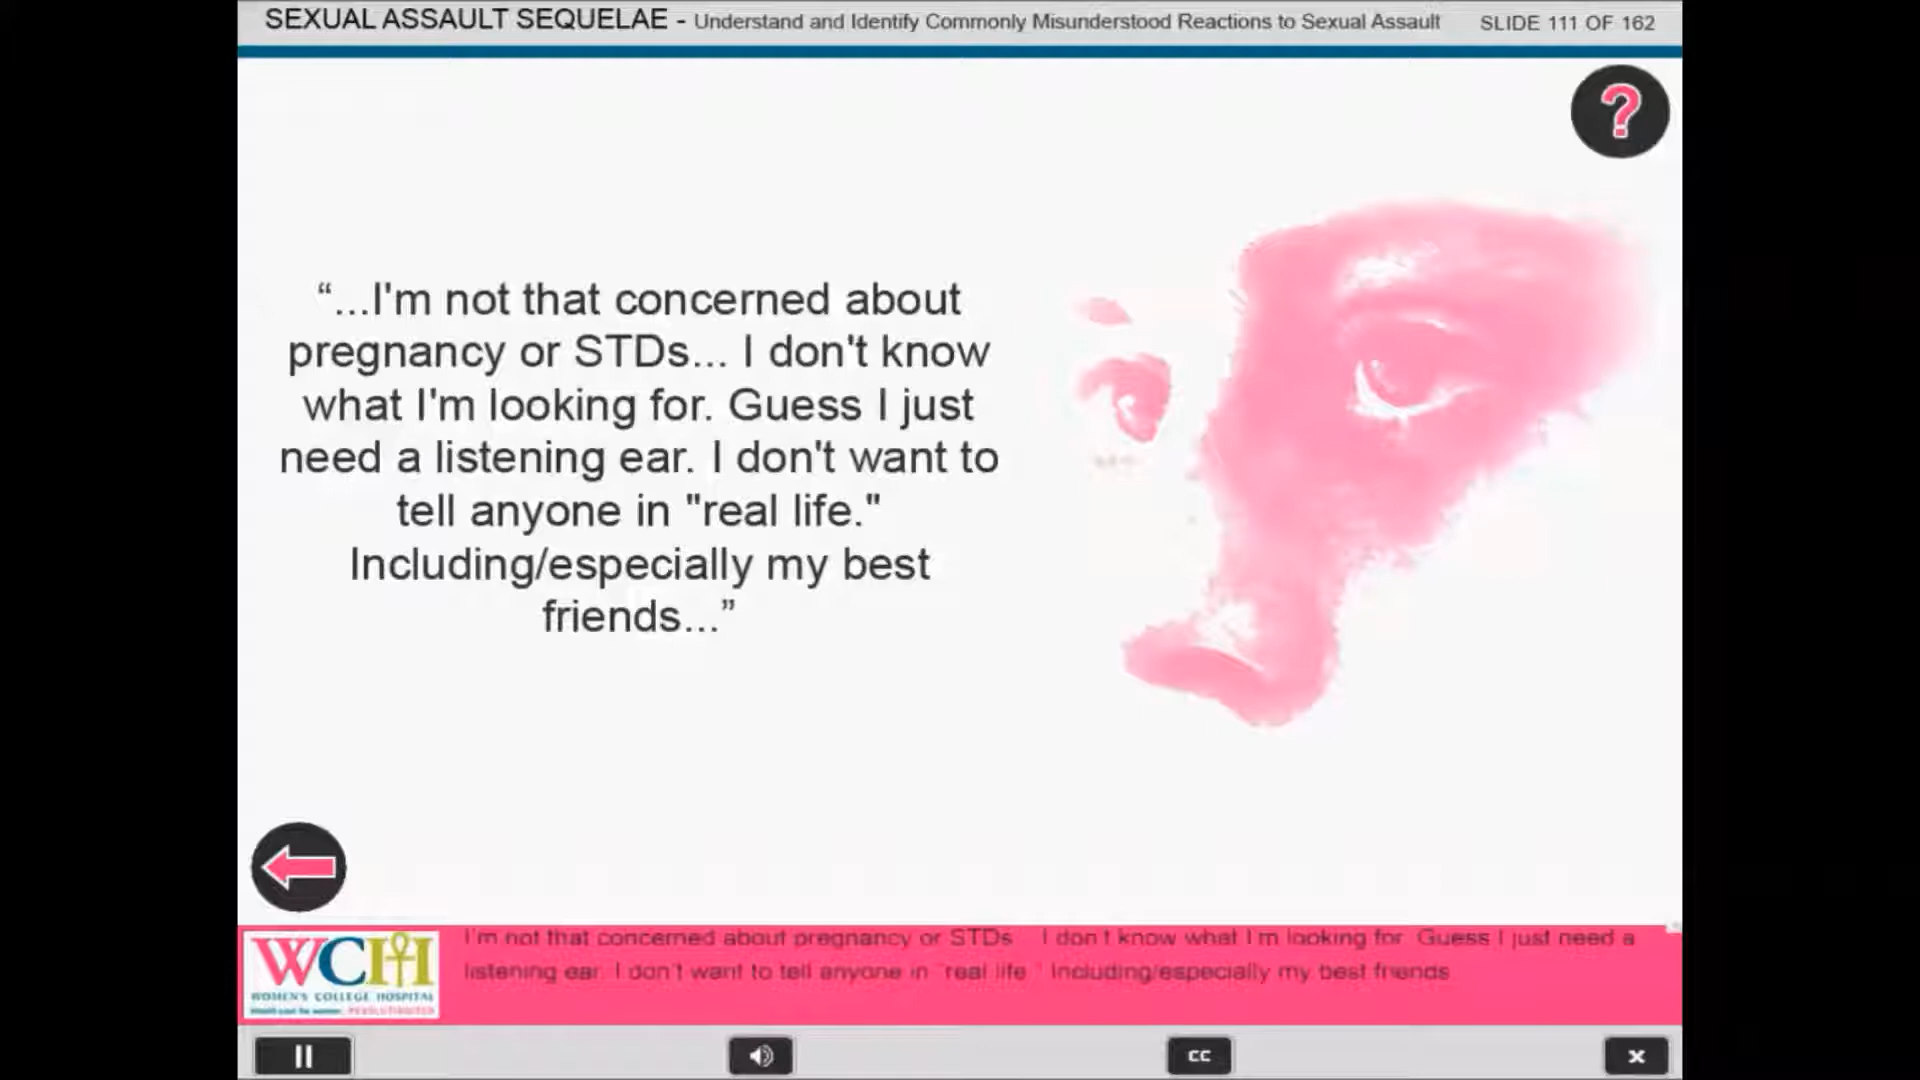 SEXUAL ASSAULT SEQUELAE - Understand and Identify Commonly Misunderstood Reactions to Sexual Assault SLIDE 111 OF 162
?
“...I'm not that concerned about
pregnancy or STDs... I don't know
what I'm looking for. Guess I just
need a listening ear. I don't want to
tell anyone in "real life."
Including/especially my best
friends...”
I'm not that concerned about pregnancy or STDs I don't know what I'm looking for Guess I just need a
listening ear. I don't want to tell anyone in "real life." Including/especially my best friends
WCH
WOMEN'S COLLEGE HOSPITAL
CC